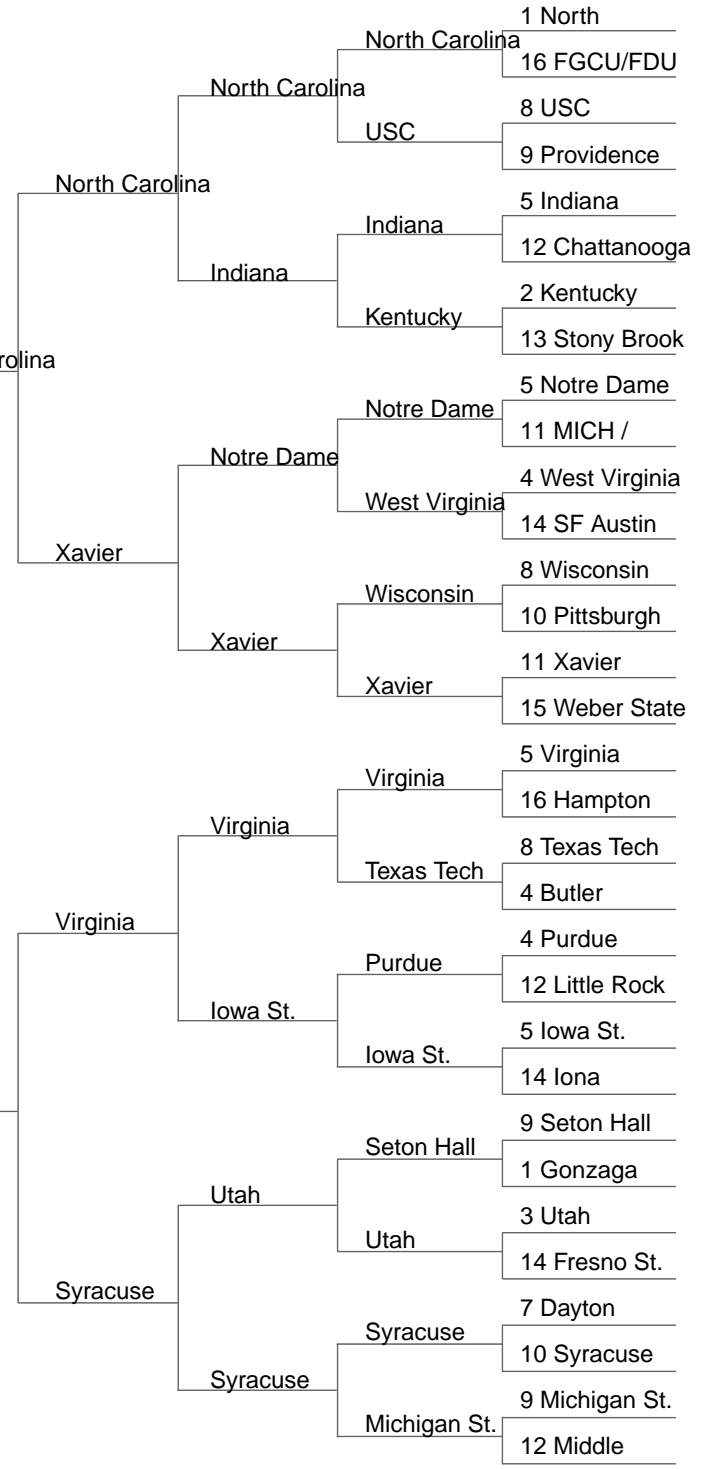 1 North
North Carolina
16 FGCU/FDU
North Carolina
8 USC
USC
9 Providence
North Carolina
5 Indiana
Indiana
12 Chattanooga
Indiana
2 Kentucky
Kentucky
13 Stony Brook
rolina
5 Notre Dame
Notre Dame
11 MICH /
Notre Dame
4 West Virginia
West Virginia
14 SF Austin
Xavier
8 Wisconsin
Wisconsin
10 Pittsburgh
Xavier
11 Xavier
Xavier
15 Weber State
5 Virginia
Virginia
16 Hampton
Virginia
8 Texas Tech
Texas Tech
4 Butler
Virginia
4 Purdue
Purdue
12 Little Rock
Iowa St.
5 Iowa St.
Iowa St.
14 Iona
9 Seton Hall
Seton Hall
1 Gonzaga
Utah
3 Utah
Utah
14 Fresno St.
Syracuse
7 Dayton
Syracuse
10 Syracuse
Syracuse
9 Michigan St.
Michigan St.
12 Middle